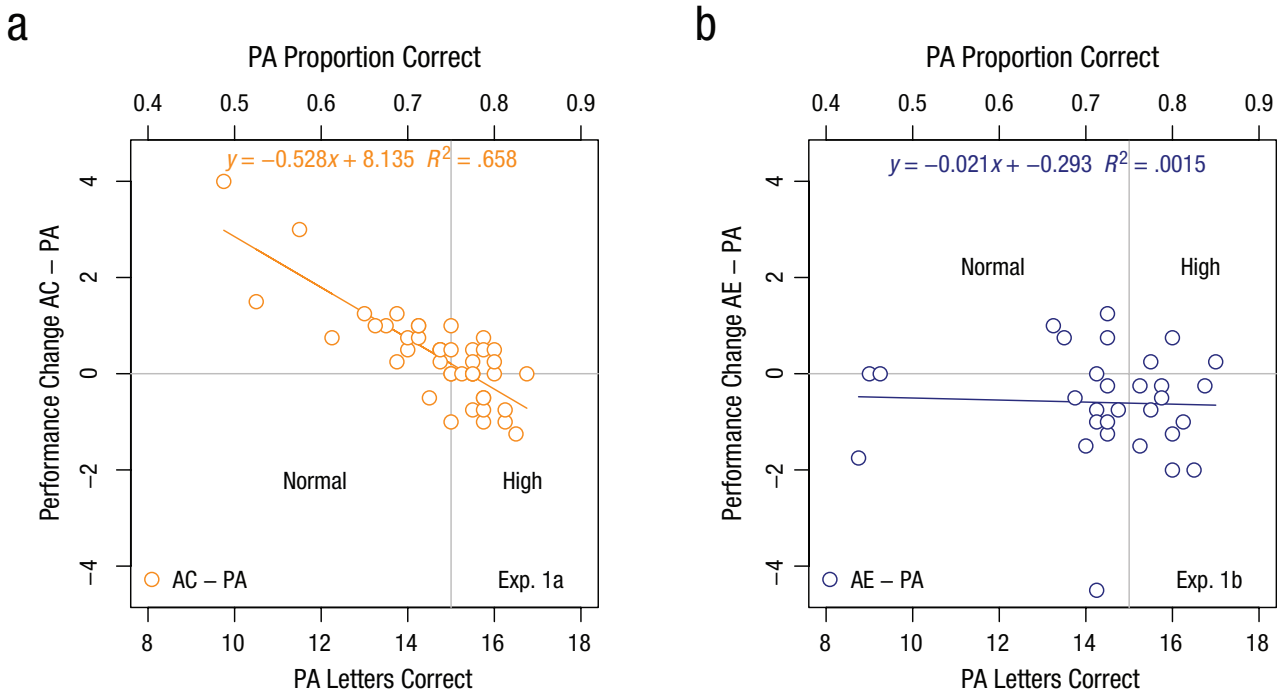 a
PA Proportion Correct
0.4 0.5 0.6 0.7 0.8 0.9
y = −0.528x + 8.135 R² = .658
Performance Change AC – PA
4
2
0
−2
−4
Normal High
AC – PA
Exp. 1a
8 10 12 14 16 18
PA Letters Correct
b
PA Proportion Correct
0.4 0.5 0.6 0.7 0.8 0.9
y = −0.021x + −0.293 R² = .0015
Performance Change AE – PA
4
2
0
−2
−4
Normal High
AE – PA
Exp. 1b
8 10 12 14 16 18
PA Letters Correct